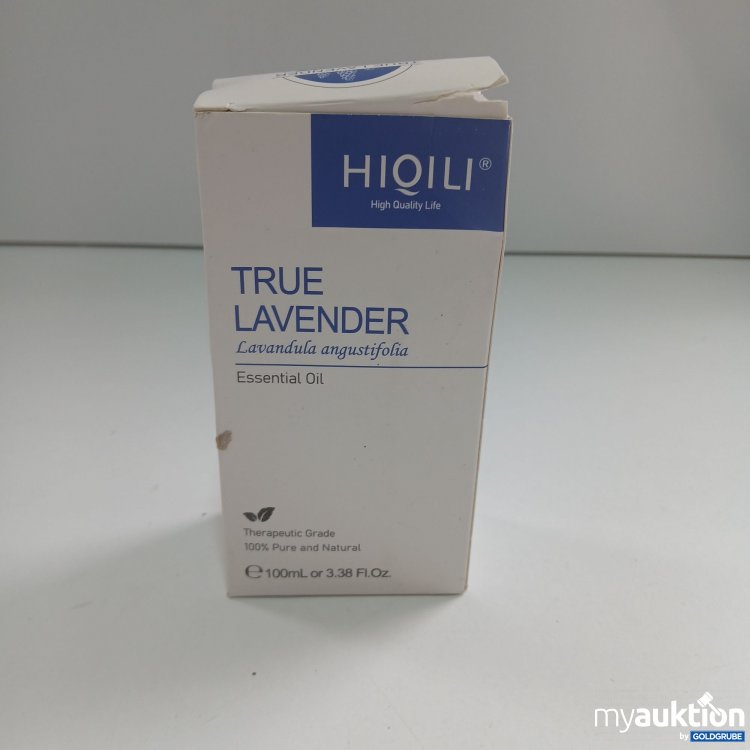 HIQILI®
High Quality Life
TRUE
LAVENDER
Lavandula angustifolia
Essential Oil
Therapeutic Grade
100% Pure and Natural
℮ 100mL or 3.38 Fl.Oz.
myauktion
by GOLDGRUBE